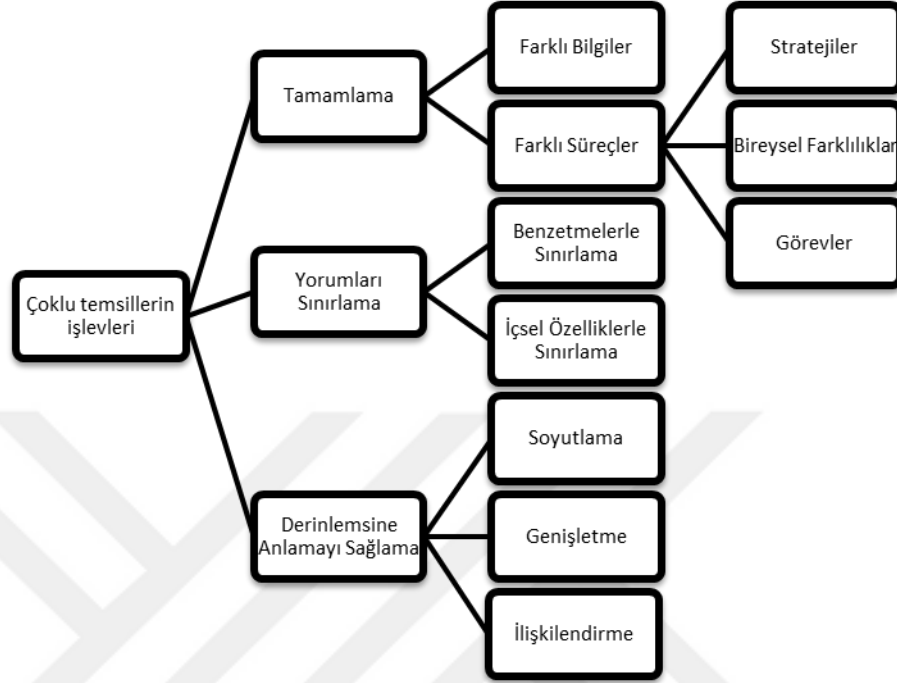 Çoklu temsillerin
işlevleri
Tamamlama
Farklı Bilgiler
Farklı Süreçler
Stratejiler
Bireysel Farklılıklar
Görevler
Yorumları
Sınırlama
Benzetmelerle
Sınırlama
İçsel Özelliklerle
Sınırlama
Derinlemsine
Anlamayı Sağlama
Soyutlama
Genişletme
İlişkilendirme